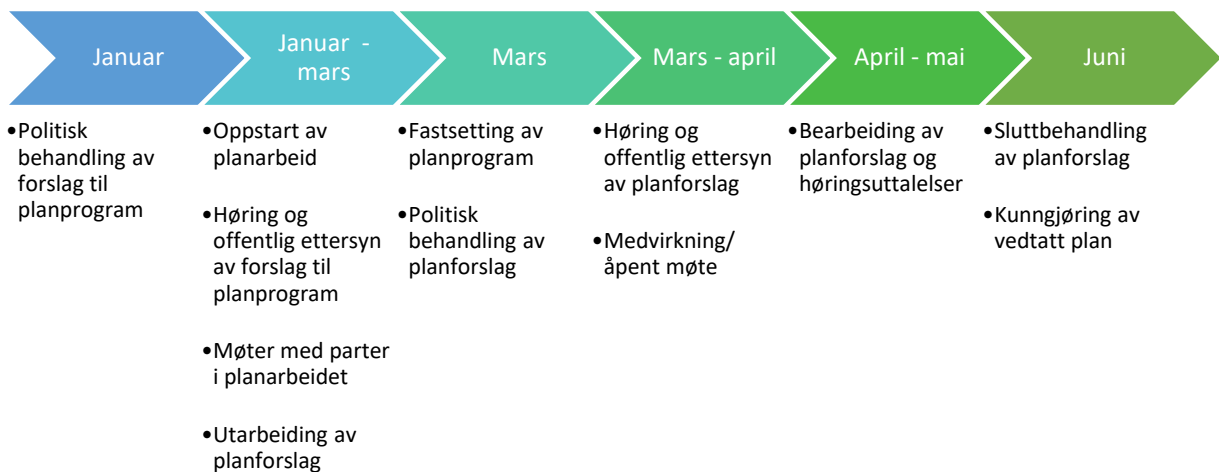 Januar
Januar -
mars
Mars
Mars - april
April - mai
Juni
•Politisk
behandling av
forslag til
planprogram
•Oppstart av
planarbeid
•Høring og
offentlig ettersyn
av forslag til
planprogram
•Møter med parter
i planarbeidet
•Utarbeiding av
planforslag
•Fastsetting av
planprogram
•Politisk
behandling av
planforslag
•Høring og
offentlig ettersyn
av planforslag
•Medvirkning/
åpent møte
•Bearbeiding av
planforslag og
høringsuttalelser
•Sluttbehandling
av planforslag
•Kunngjøring av
vedtatt plan